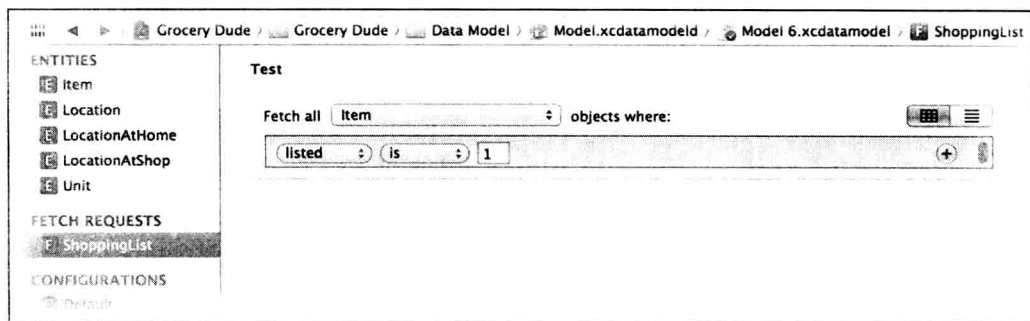 Grocery Dude Grocery Dude Data Model Model.xcdatamodeld Model 6.xcdatamodel ShoppingList
ENTITIES
E Item
E Location
E LocationAtHome
E LocationAtShop
E Unit
FETCH REQUESTS
F ShoppingList
CONFIGURATIONS
Default
Test
Fetch all Item objects where:
listed is 1